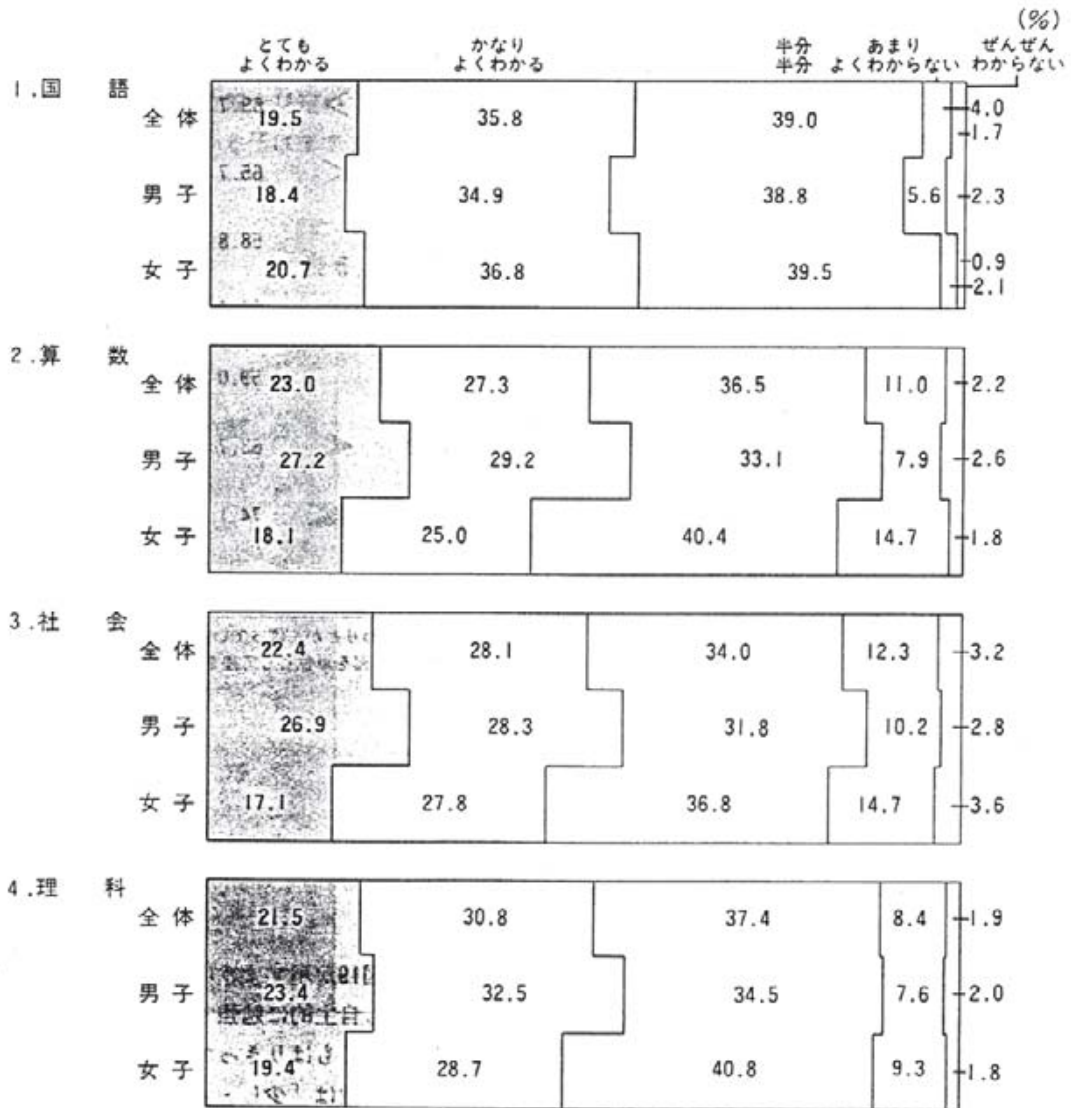 (%)
とても かなり 半分 あまり ぜんぜん
よくわかる よくわかる 半分 よくわからない わからない
1.国 語
全体 19.5 35.8 39.0 4.0
1.7
男子 18.4 34.9 38.8 5.6 2.3
女子 20.7 36.8 39.5 0.9
2.1
2.算 数
全体 23.0 27.3 36.5 11.0 2.2
男子 27.2 29.2 33.1 7.9 2.6
女子 18.1 25.0 40.4 14.7 1.8
3.社 会
全体 22.4 28.1 34.0 12.3 3.2
男子 26.9 28.3 31.8 10.2 2.8
女子 17.1 27.8 36.8 14.7 3.6
4.理 科
全体 21.5 30.8 37.4 8.4 1.9
男子 23.4 32.5 34.5 7.6 2.0
女子 19.4 28.7 40.8 9.3 1.8